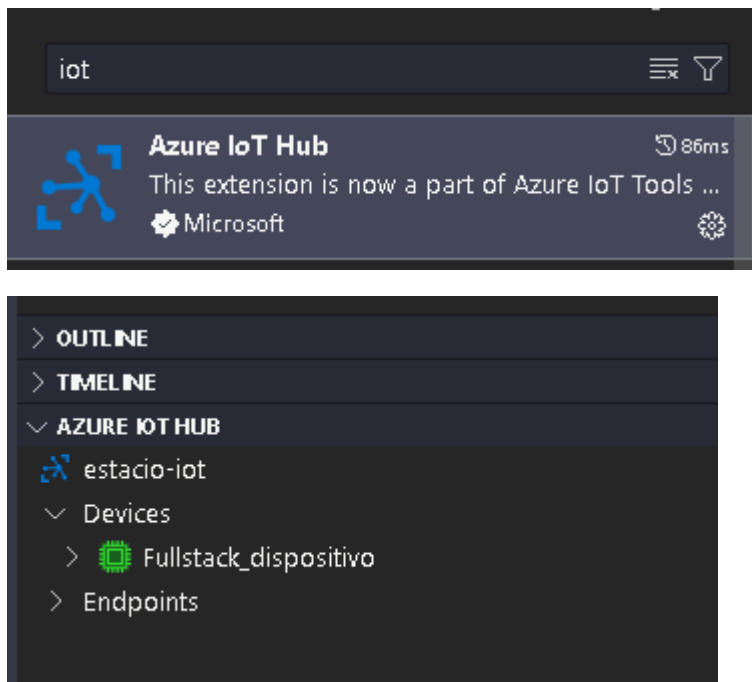 iot
Azure IoT Hub 86ms
This extension is now a part of Azure IoT Tools ...
Microsoft
OUTLINE
TIMELINE
AZURE IOT HUB
estacio-iot
Devices
Fullstack_dispositivo
Endpoints